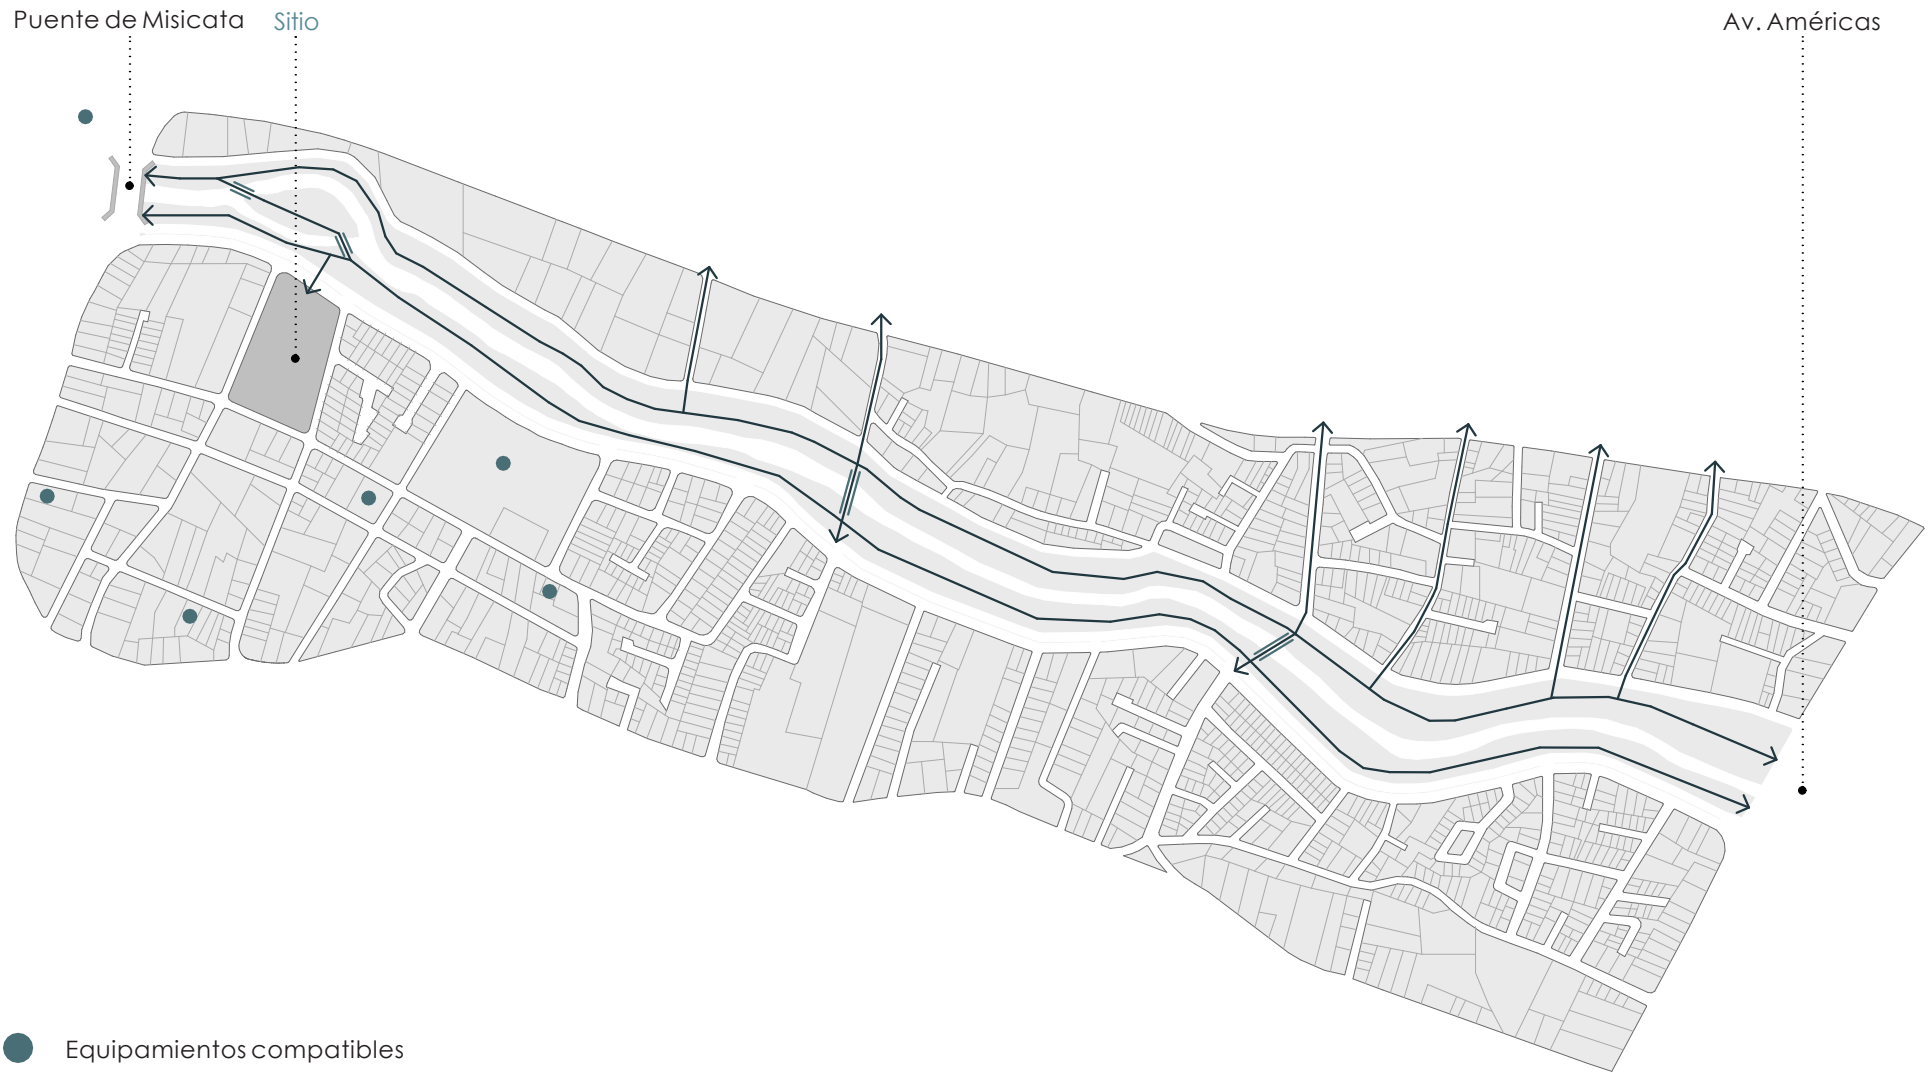 Puente de Misicata
Sitio
Av. Américas
Equipamientos compatibles